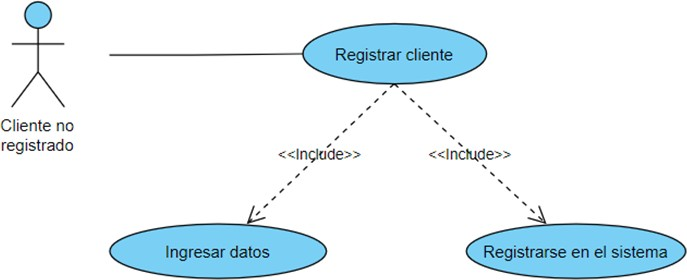 Registrar cliente
Cliente no
registrado
<<Include>>
<<Include>>
Ingresar datos
Registrarse en el sistema